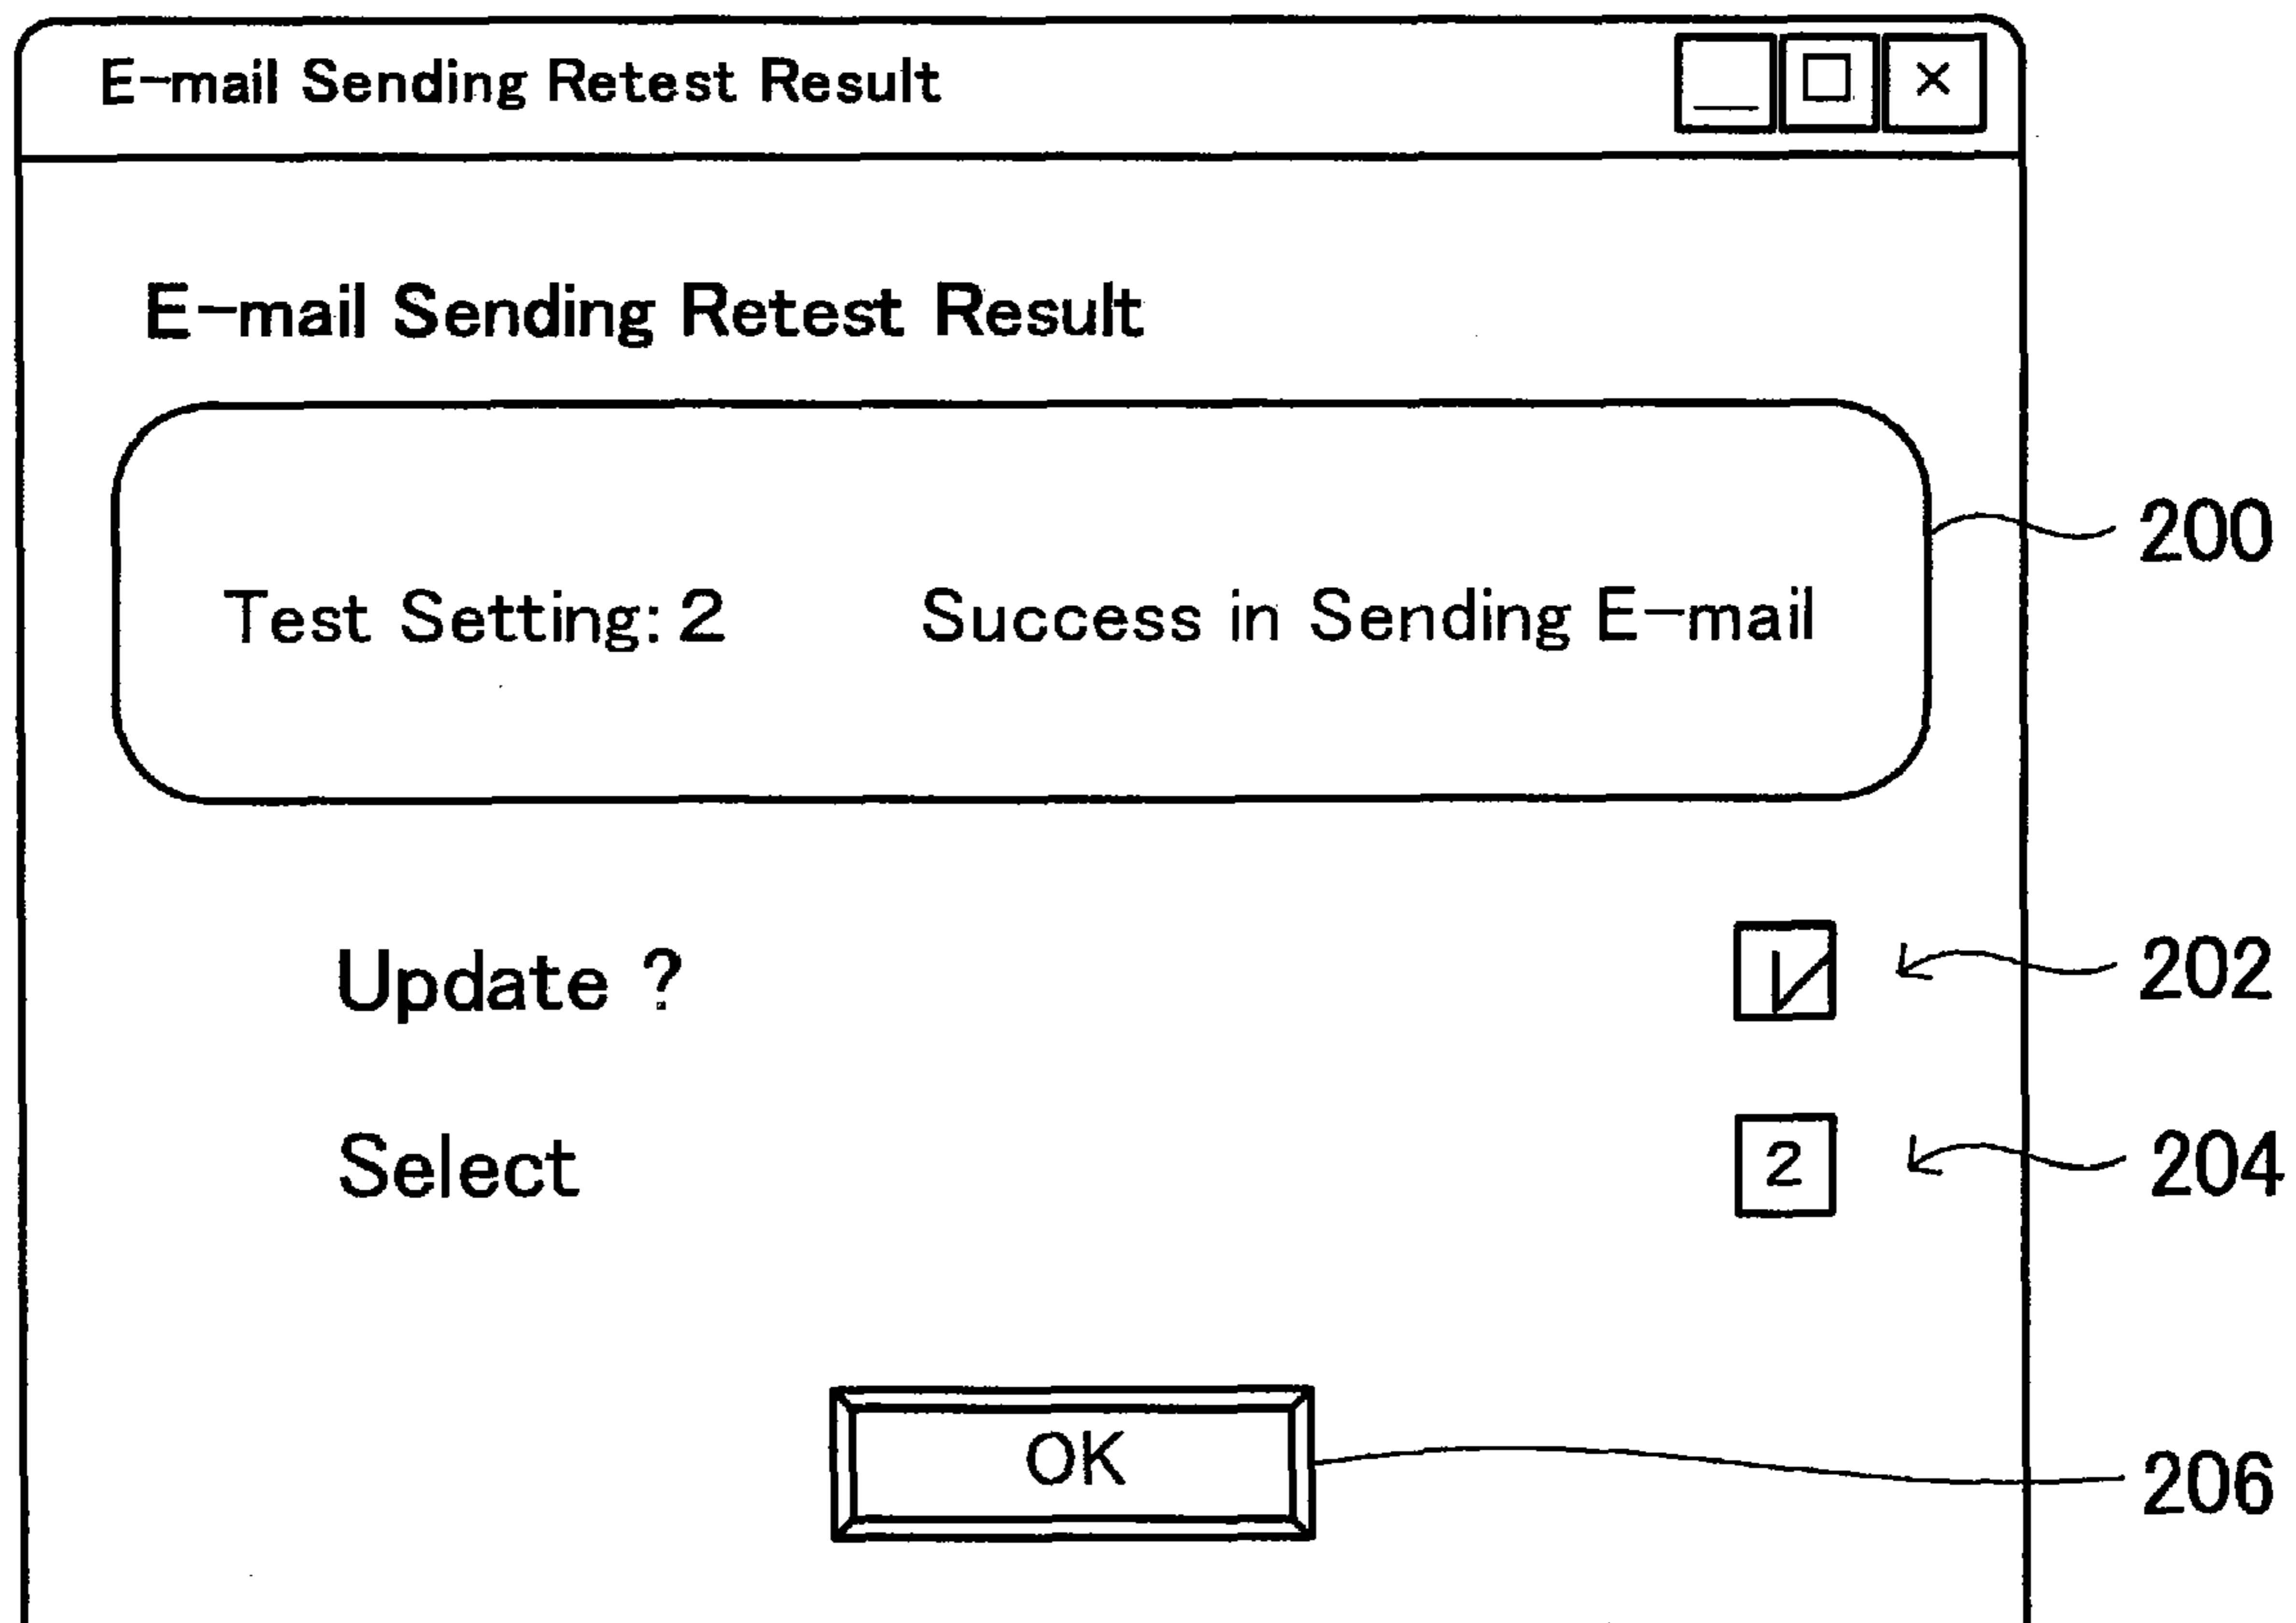 E-mail Sending Retest Result
E-mail Sending Retest Result
Test Setting: 2 Success in Sending E-mail
200
Update ?
202
Select 2
204
OK
206